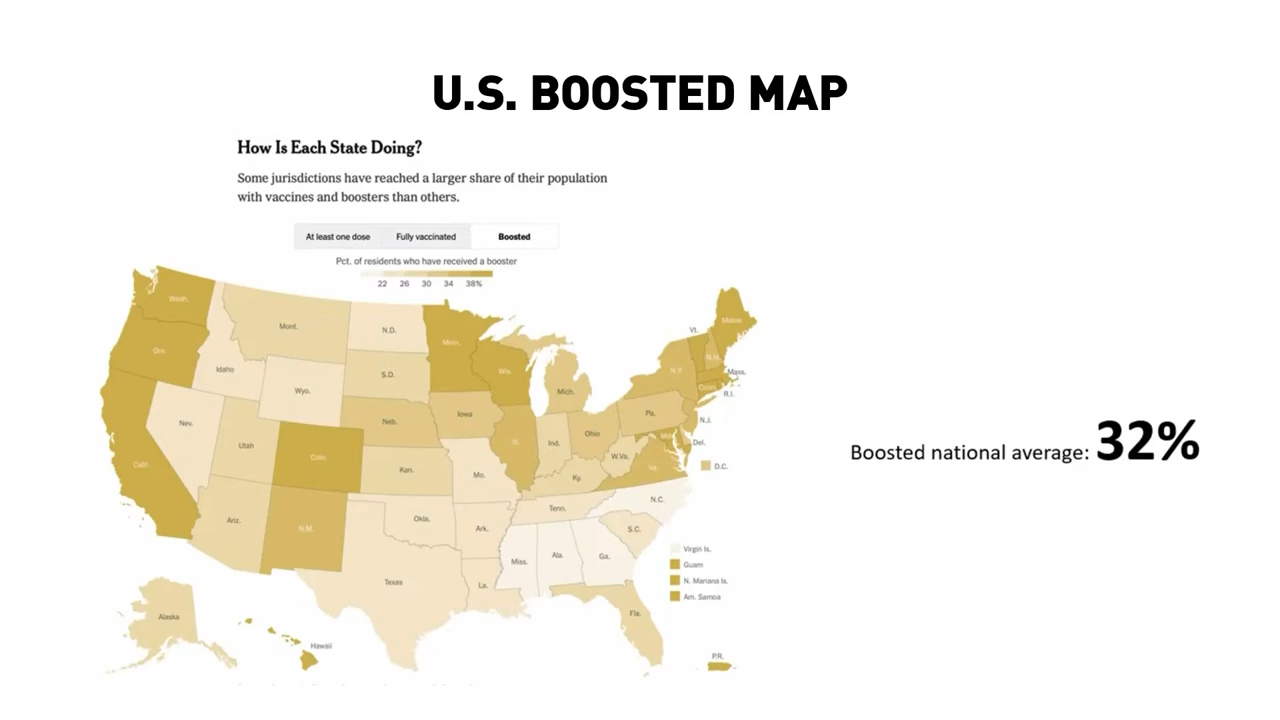 U.S. BOOSTED MAP
How Is Each State Doing?
Some jurisdictions have reached a larger share of their population
with vaccines and boosters than others.
At least one dose Fully vaccinated Boosted
Pct. of residents who have received a booster
22 26 30 34 38%
Wash.
Mont.
N.D.
Minn.
Vt.
Maine
Ore.
Idaho
S.D.
Wis.
N.H.
Wyo.
Mich.
N.Y.
Mass.
Conn.
R.I.
Nev.
Neb.
Iowa
Pa.
N.J.
Utah
Ill.
Ind.
Ohio
Md.
Del.
Calif.
Colo.
Kan.
Mo.
Ky.
W.Va.
Va.
D.C.
Boosted national average: 32%
Ariz.
N.M.
Okla.
Ark.
Tenn.
N.C.
S.C.
Texas
La.
Miss.
Ala.
Ga.
Virgin Is.
Guam
N. Mariana Is.
Am. Samoa
Alaska
Hawaii
Fla.
P.R.